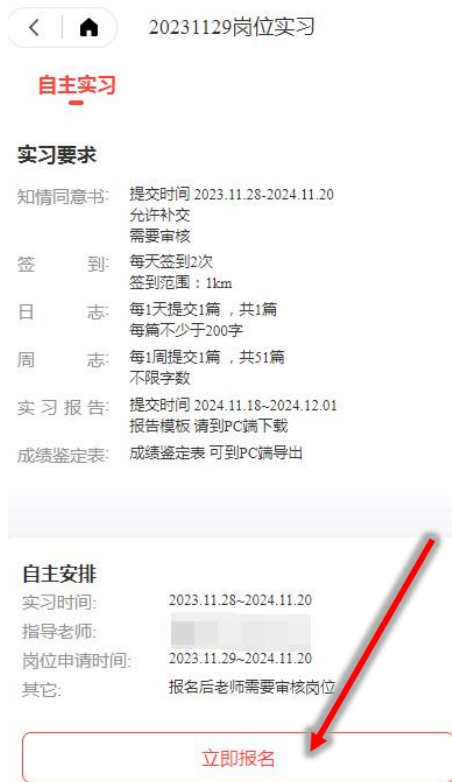 20231129岗位实习
自主实习
实习要求
知情同意书: 提交时间 2023.11.28-2024.11.20
允许补交
需要审核
签 到: 每天签到2次
签到范围：1km
日 志: 每1天提交1篇 ，共1篇
每篇不少于200字
周 志: 每1周提交1篇 ，共51篇
不限字数
实 习 报 告: 提交时间 2024.11.18~2024.12.01
报告模板 请到PC端下载
成绩鉴定表: 成绩鉴定表 可到PC端导出
自主安排
实习时间: 2023.11.28~2024.11.20
指导老师:
岗位申请时间: 2023.11.29~2024.11.20
其它: 报名后老师需要审核岗位
立即报名